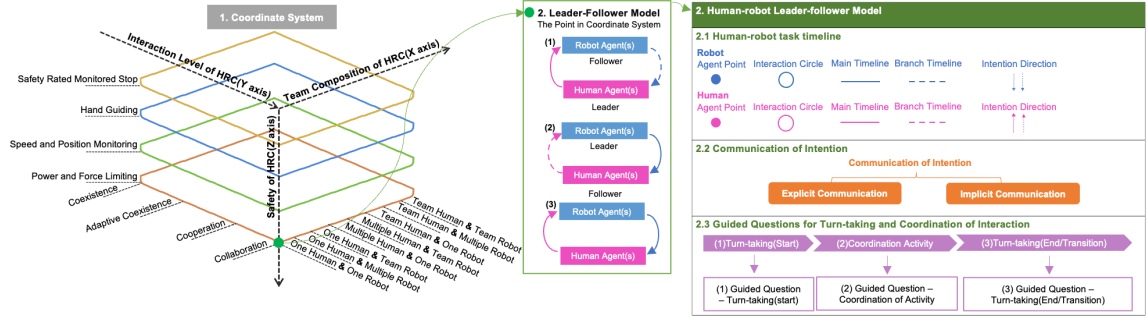 1. Coordinate System
Interaction Level of HRC(Y axis)
Team Composition of HRC(X axis)
Safety of HRC(Z axis)
Safety Rated Monitored Stop
Hand Guiding
Speed and Position Monitoring
Power and Force Limiting
Coexistence
Adaptive Coexistence
Cooperation
Collaboration
Team Human & Team Robot
Team Human & Multiple Robot
Team Human & One Robot
Multiple Human & Team Robot
Multiple Human & One Robot
One Human & Team Robot
One Human & Multiple Robot
One Human & One Robot
2. Leader-Follower Model
The Point in Coordinate System
(1)
Robot Agent(s)
Follower
Human Agent(s)
Leader
(2)
Robot Agent(s)
Leader
Human Agent(s)
Follower
(3)
Robot Agent(s)
Human Agent(s)
2. Human-robot Leader-follower Model
2.1 Human-robot task timeline
Robot
Agent Point Interaction Circle Main Timeline Branch Timeline Intention Direction
Human
Agent Point Interaction Circle Main Timeline Branch Timeline Intention Direction
2.2 Communication of Intention
Communication of Intention
Explicit Communication Implicit Communication
2.3 Guided Questions for Turn-taking and Coordination of Interaction
(1)Turn-taking(Start) (2)Coordination Activity (3)Turn-taking(End/Transition)
(1) Guided Question
– Turn-taking(start)
(2) Guided Question –
Coordination of Activity
(3) Guided Question –
Turn-taking(End/Transition)